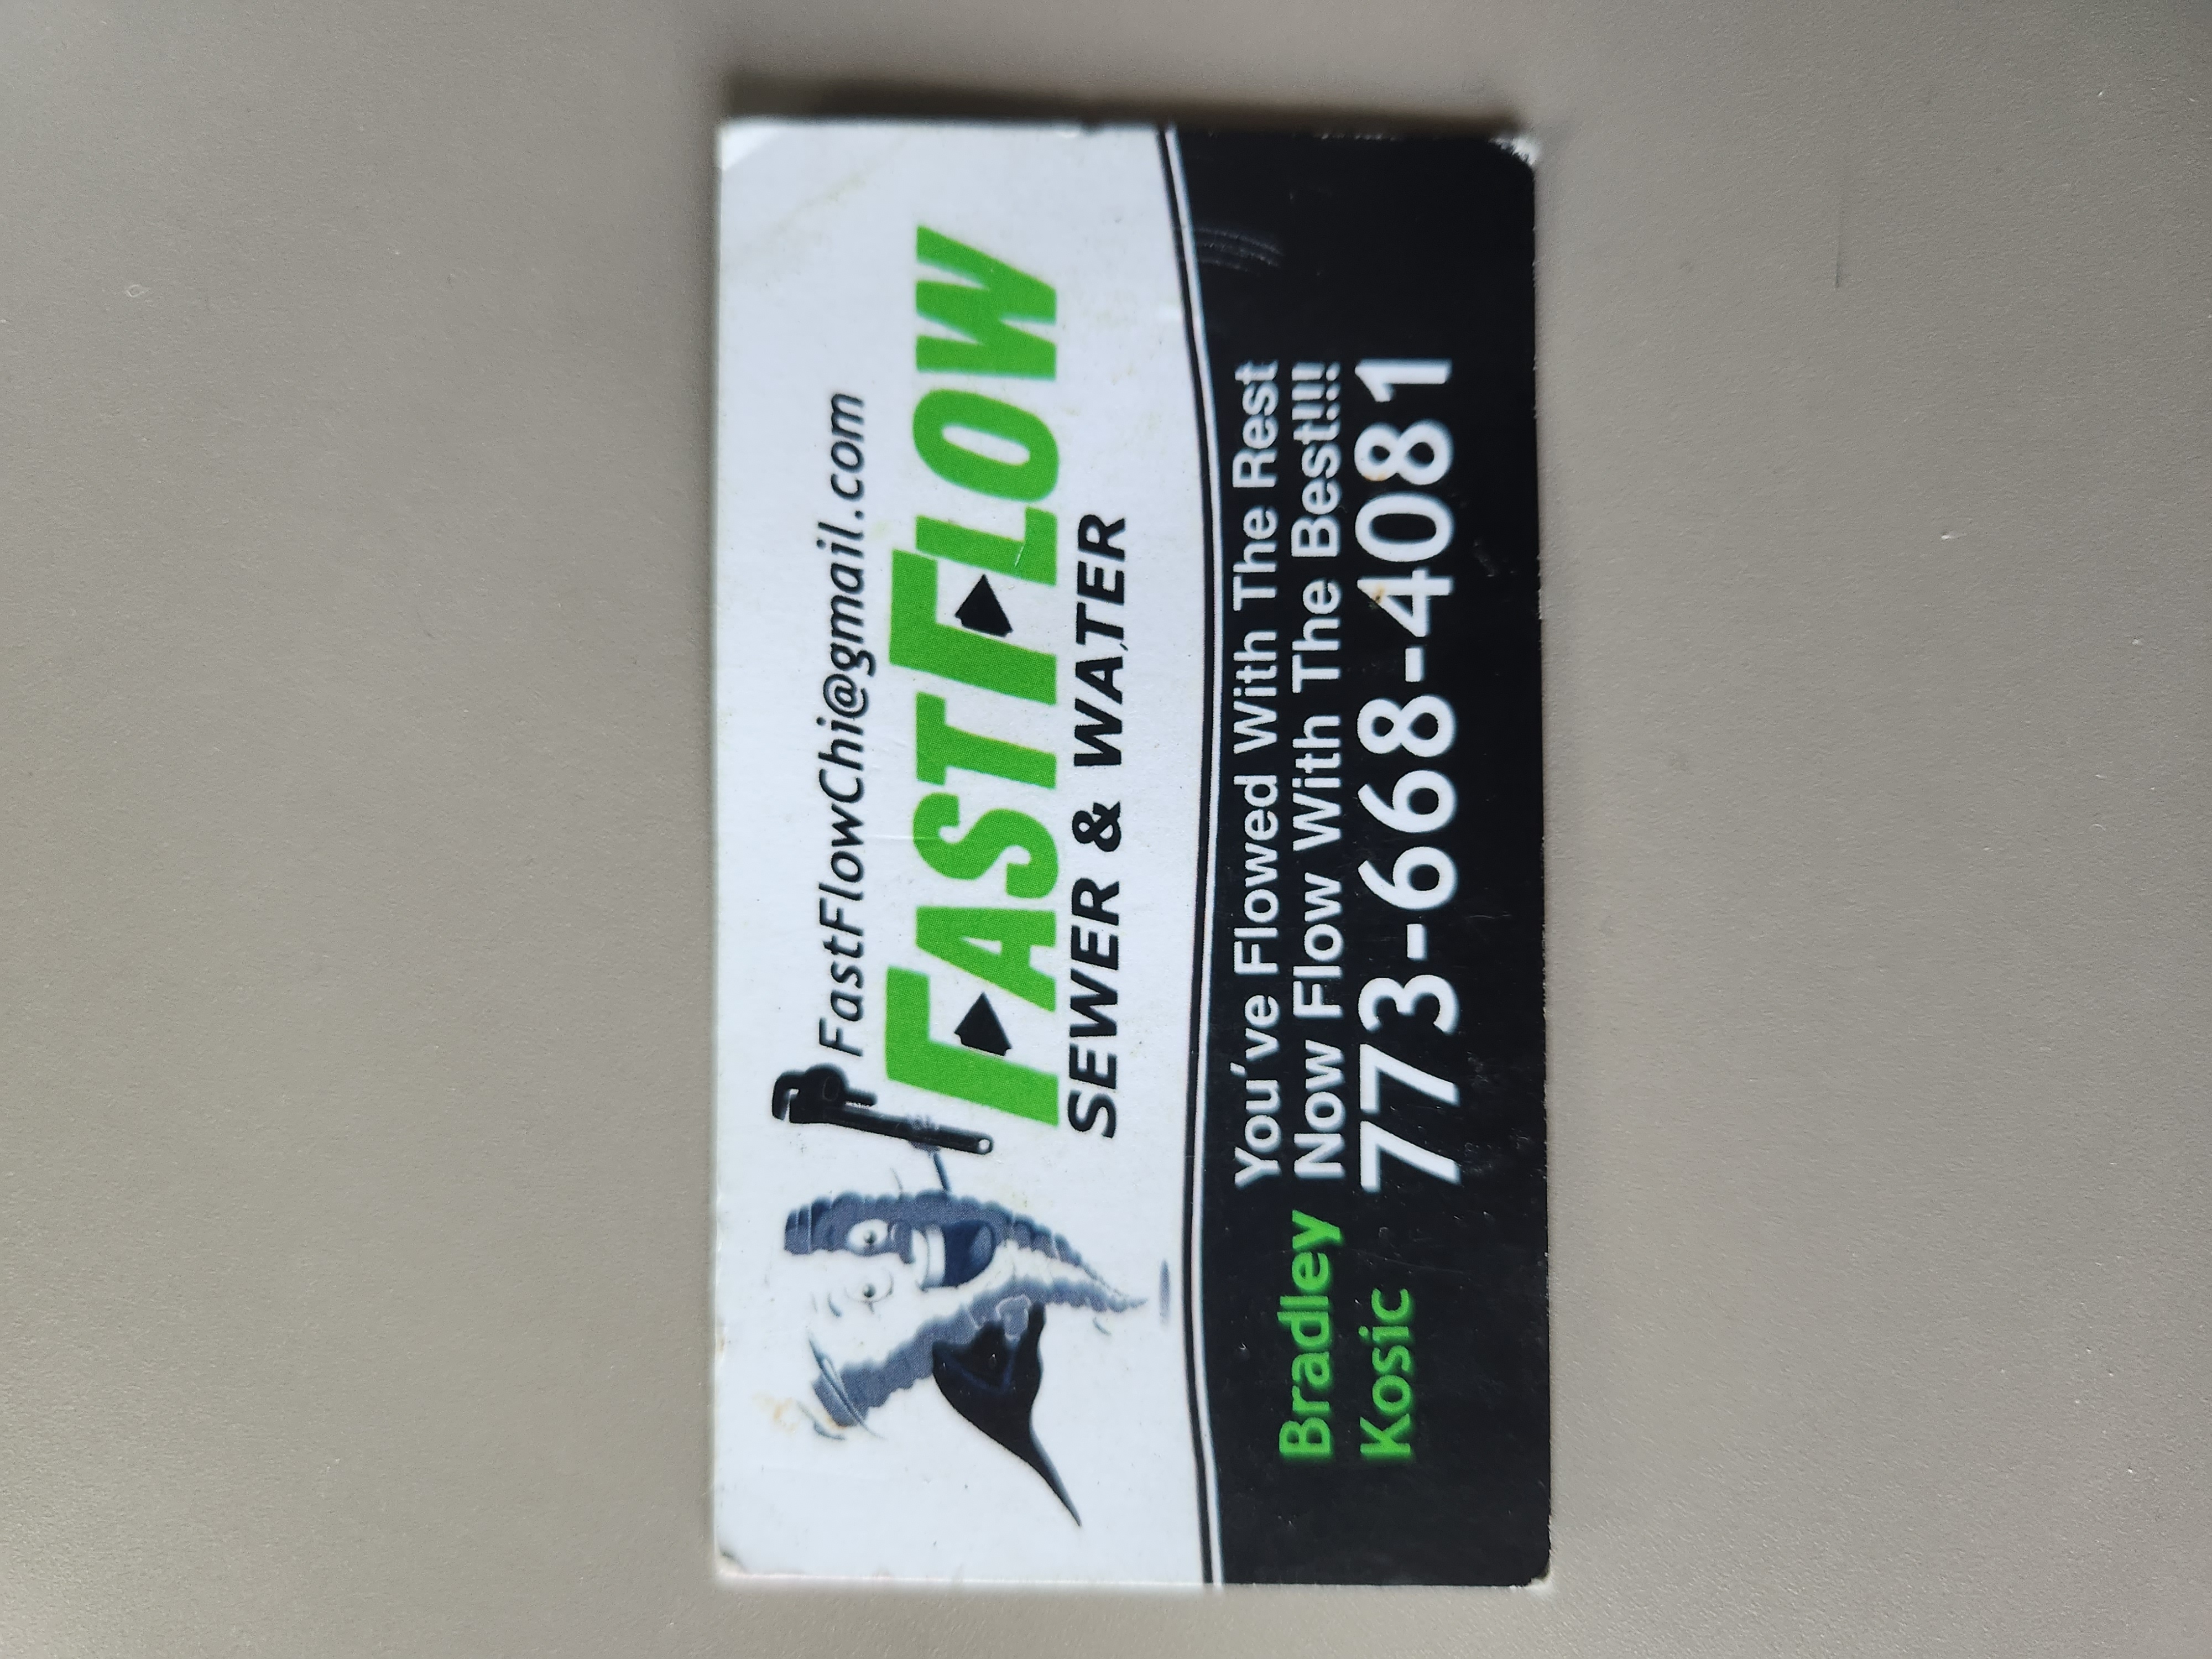 FastFlowChi@gmail.com
FASTFLOW
SEWER & WATER
You've Flowed With The Rest
Now Flow With The Best!!!
Bradley
Kosic
773-668-4081